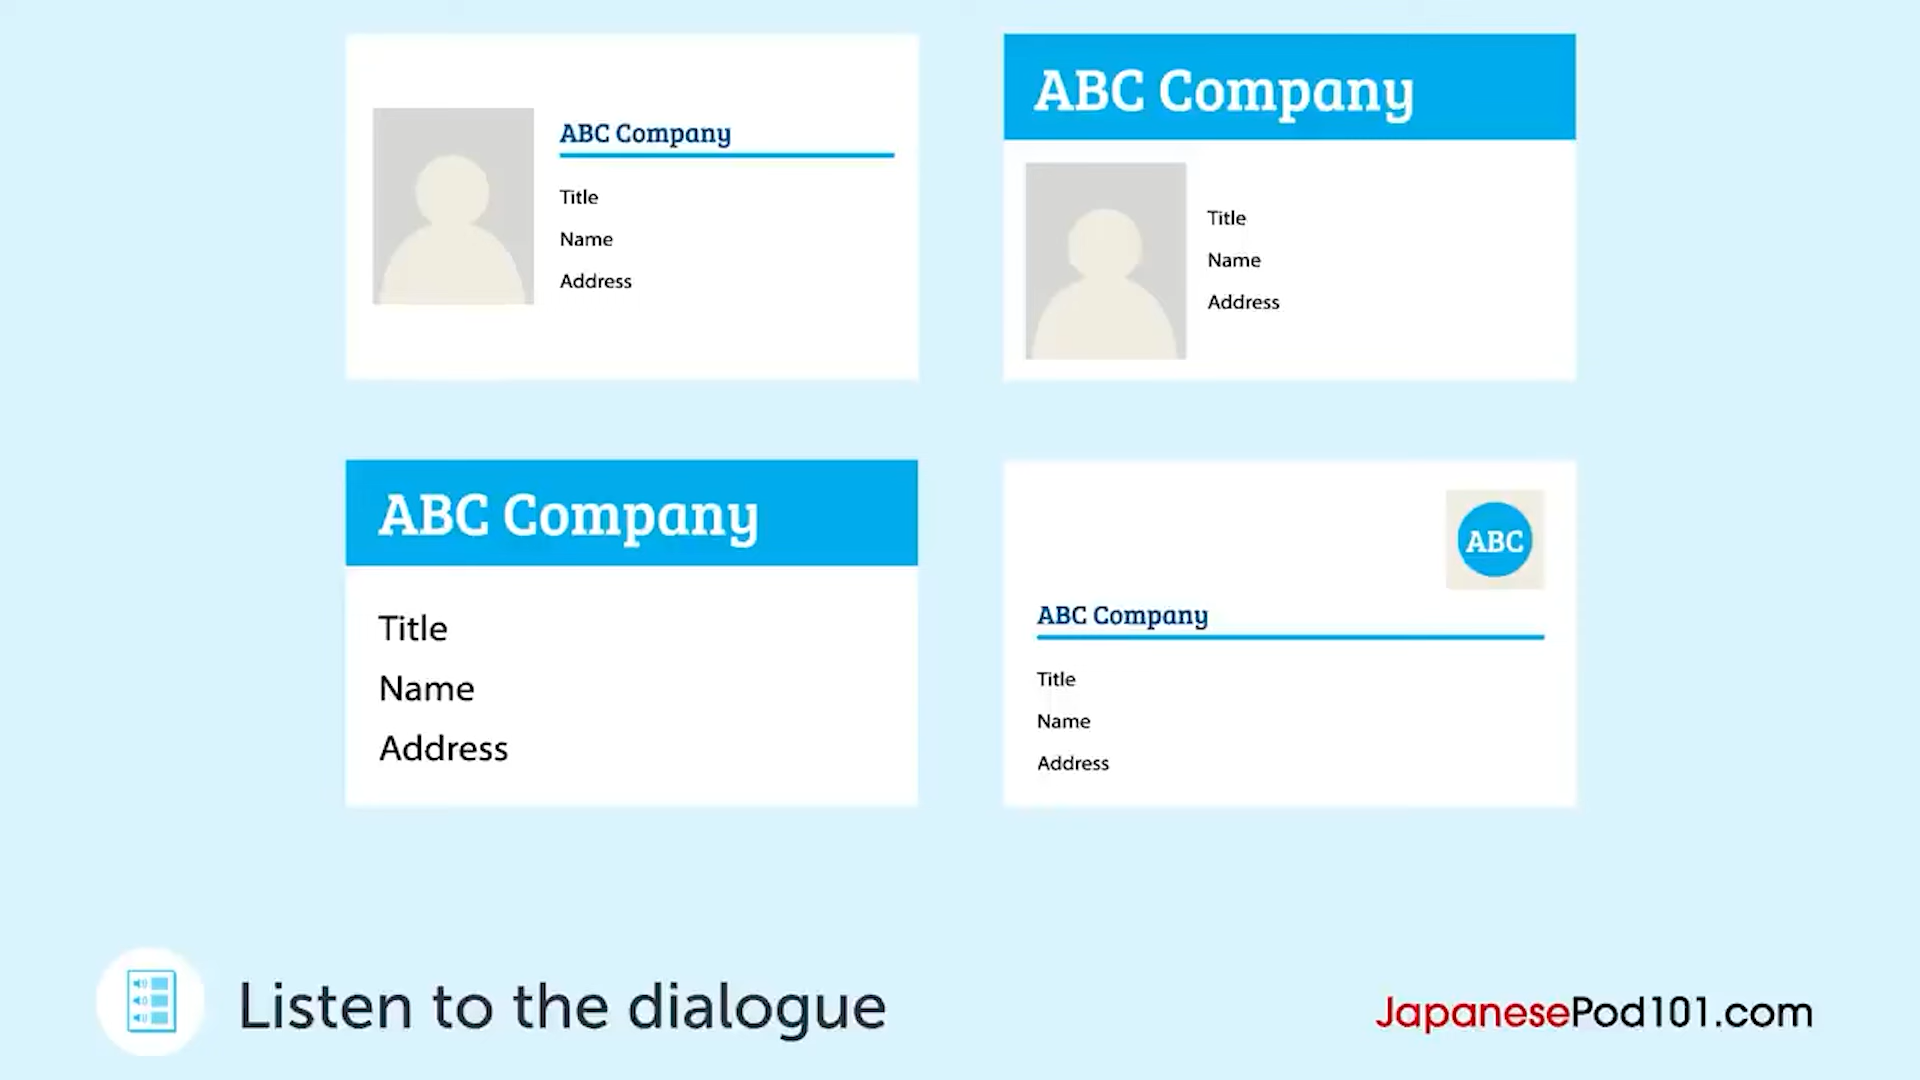 ABC Company
Title
Name
Address
ABC Company
Title
Name
Address
ABC Company
Title
Name
Address
ABC
ABC Company
Title
Name
Address
Listen to the dialogue
JapanesePod101.com